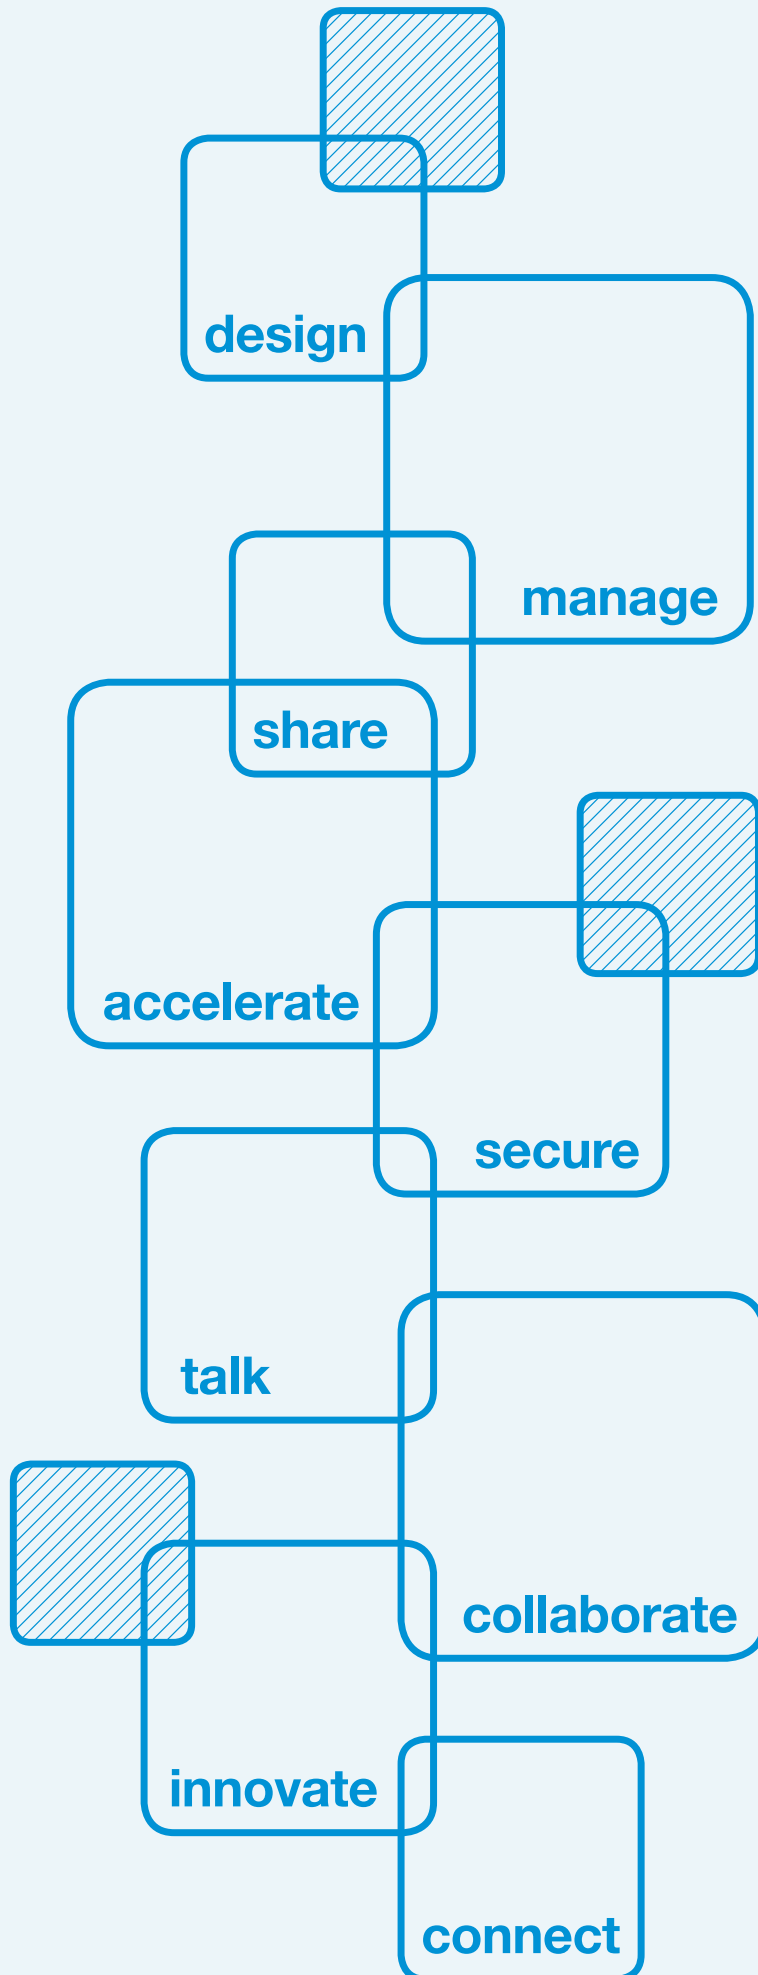 design
manage
share
accelerate
secure
talk
collaborate
innovate
connect